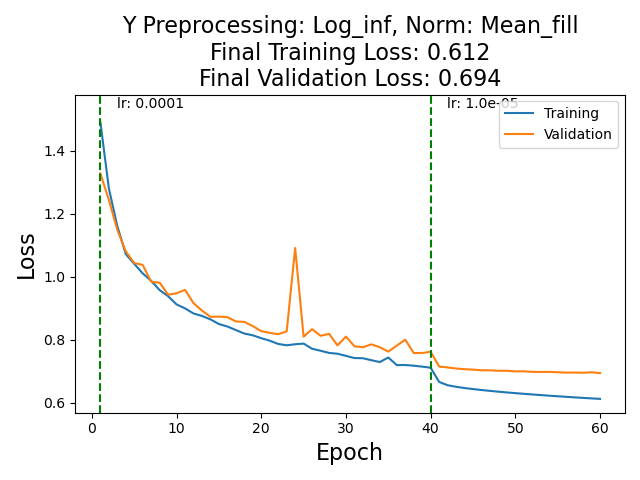 Y Preprocessing: Log_inf, Norm: Mean_fill
Final Training Loss: 0.612
Final Validation Loss: 0.694
lr: 0.0001
lr: 1.0e-05
Training
Validation
Loss
1.4
1.2
1.0
0.8
0.6
0
10
20
30
40
50
60
Epoch